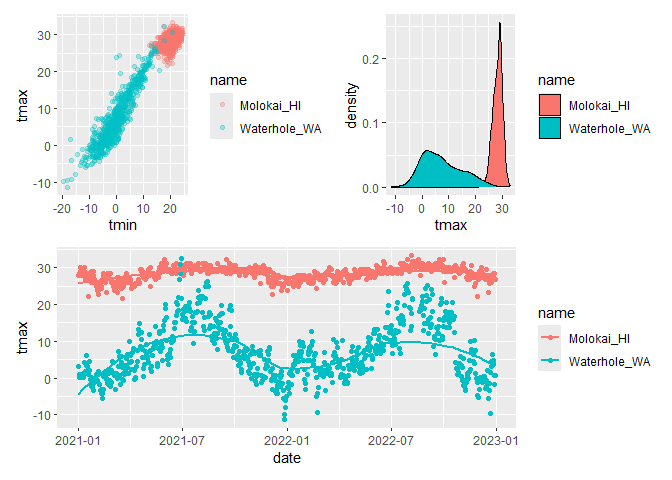 tmax
30
20
10
0
-10
-20
-10
0
10
20
tmin
name
Molokai_HI
Waterhole_WA
density
0.2
0.1
0.0
-10
0
10
20
30
tmax
name
Molokai_HI
Waterhole_WA
tmax
30
20
10
0
-10
2021-01
2021-07
2022-01
2022-07
2023-01
date
name
Molokai_HI
Waterhole_WA